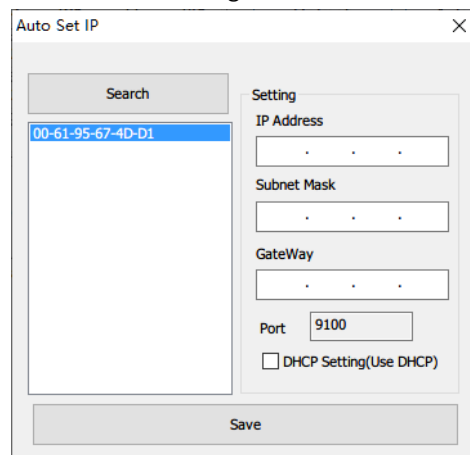 Auto Set IP
Search
00-61-95-67-4D-D1
Setting
IP Address
. . .
Subnet Mask
. . .
GateWay
. . .
Port 9100
DHCP Setting(Use DHCP)
Save